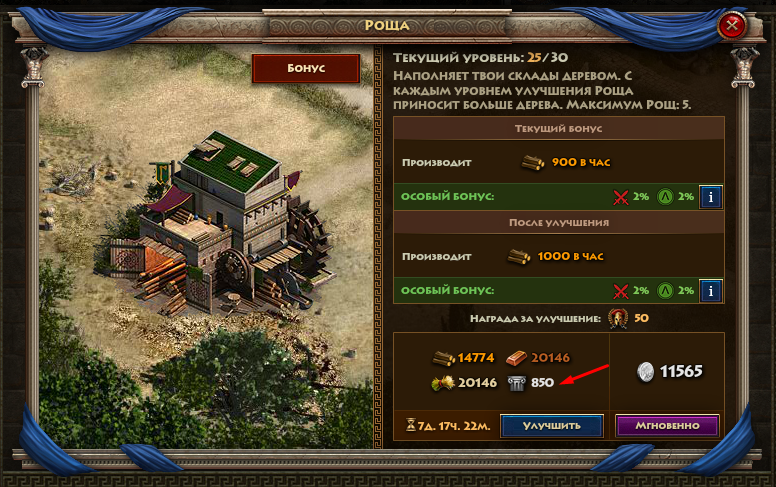 Роща
Бонус
Текущий уровень: 25/30
Наполняет твои склады деревом. С
каждым уровнем улучшения Роща
приносит больше дерева. Максимум Рощ: 5.
Текущий бонус
Производит 900 в час
Особый бонус: 2% 2% i
После улучшения
Производит 1000 в час
Особый бонус: 2% 2% i
Награда за улучшение: 50
14774 20146
20146 850
11565
7д. 17ч. 22м. Улучшить Мгновенно